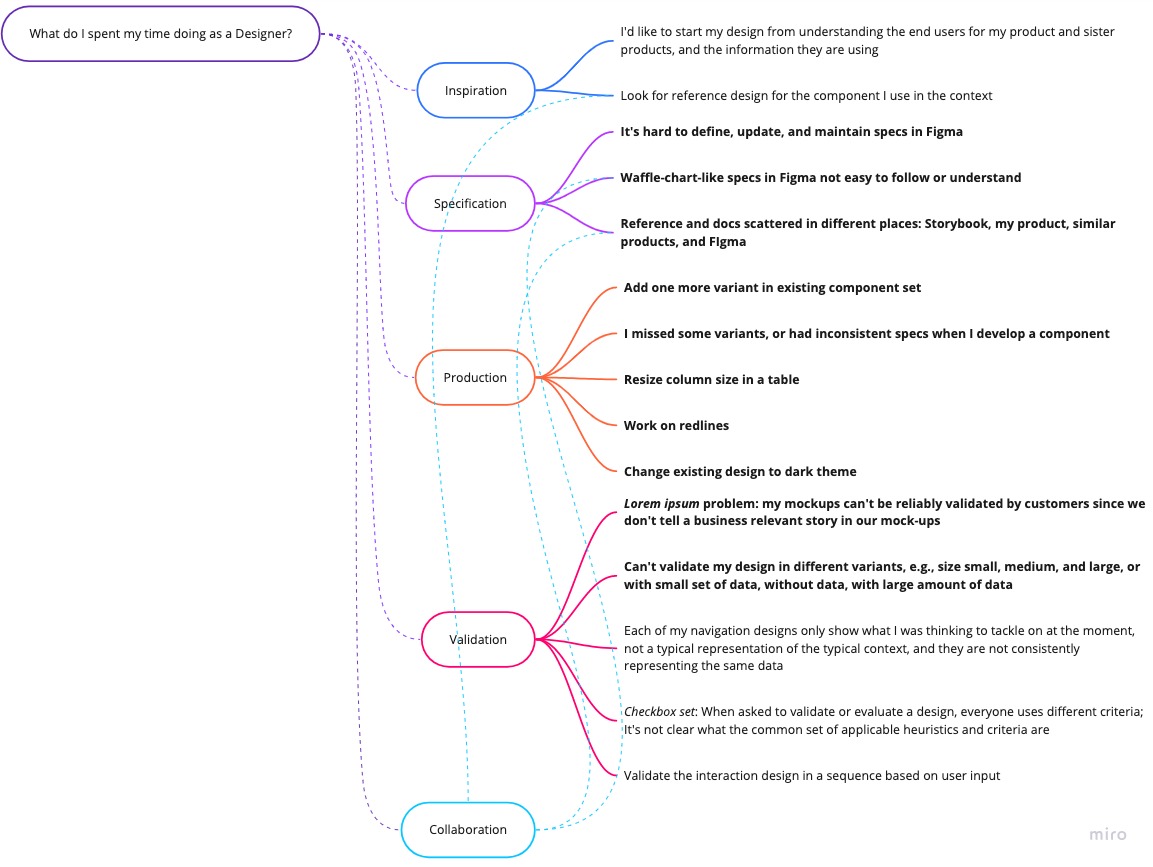 What do I spent my time doing as a Designer?
Inspiration
I'd like to start my design from understanding the end users for my product and sister
products, and the information they are using
Look for reference design for the component I use in the context
Specification
It's hard to define, update, and maintain specs in Figma
Waffle-chart-like specs in Figma not easy to follow or understand
Reference and docs scattered in different places: Storybook, my product, similar
products, and FIgma
Production
Add one more variant in existing component set
I missed some variants, or had inconsistent specs when I develop a component
Resize column size in a table
Work on redlines
Change existing design to dark theme
Validation
Lorem ipsum problem: my mockups can't be reliably validated by customers since we
don't tell a business relevant story in our mock-ups
Can't validate my design in different variants, e.g., size small, medium, and large, or
with small set of data, without data, with large amount of data
Each of my navigation designs only show what I was thinking to tackle on at the moment,
not a typical representation of the typical context, and they are not consistently
representing the same data
Checkbox set: When asked to validate or evaluate a design, everyone uses different criteria;
It's not clear what the common set of applicable heuristics and criteria are
Validate the interaction design in a sequence based on user input
Collaboration
miro